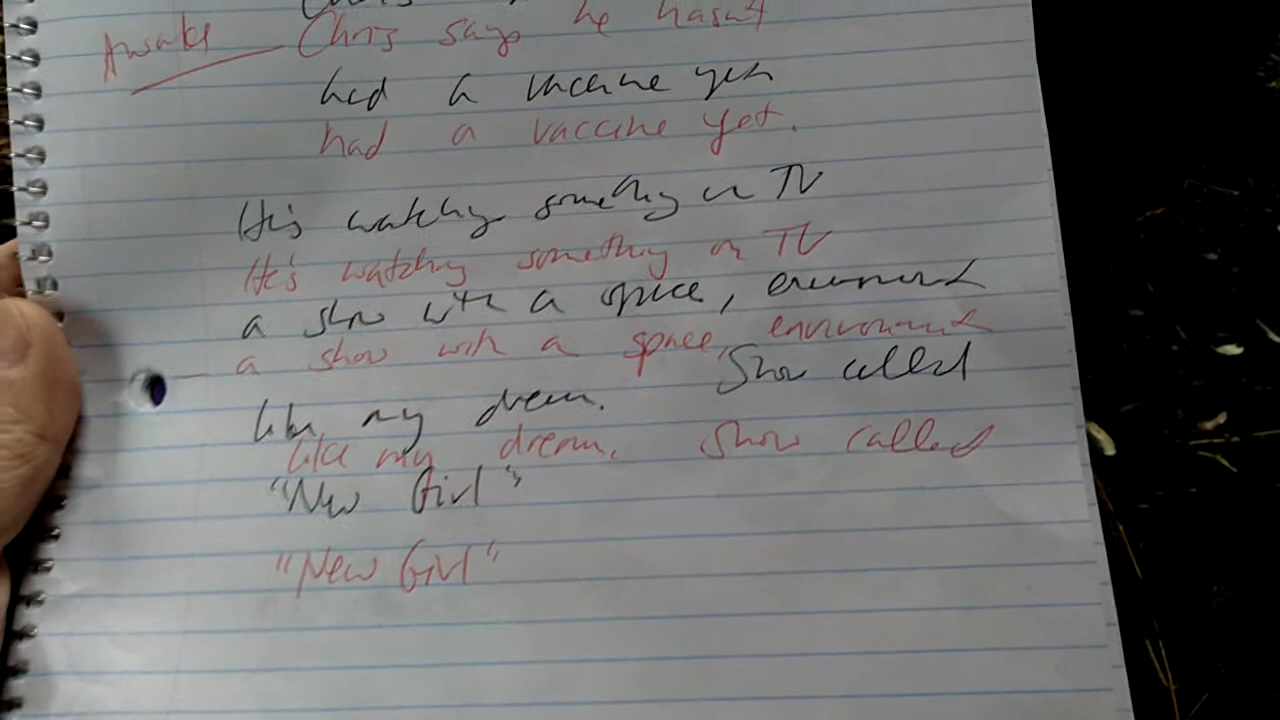 Awake Chris says he hasn't
had a vaccine yet
had a vaccine yet.
He's watching something on TV
He's watching something on TV
a show with a space, environment
a show with a space, environment
like my dream. Show called
like my dream. Show called
"New Girl"
"New Girl"